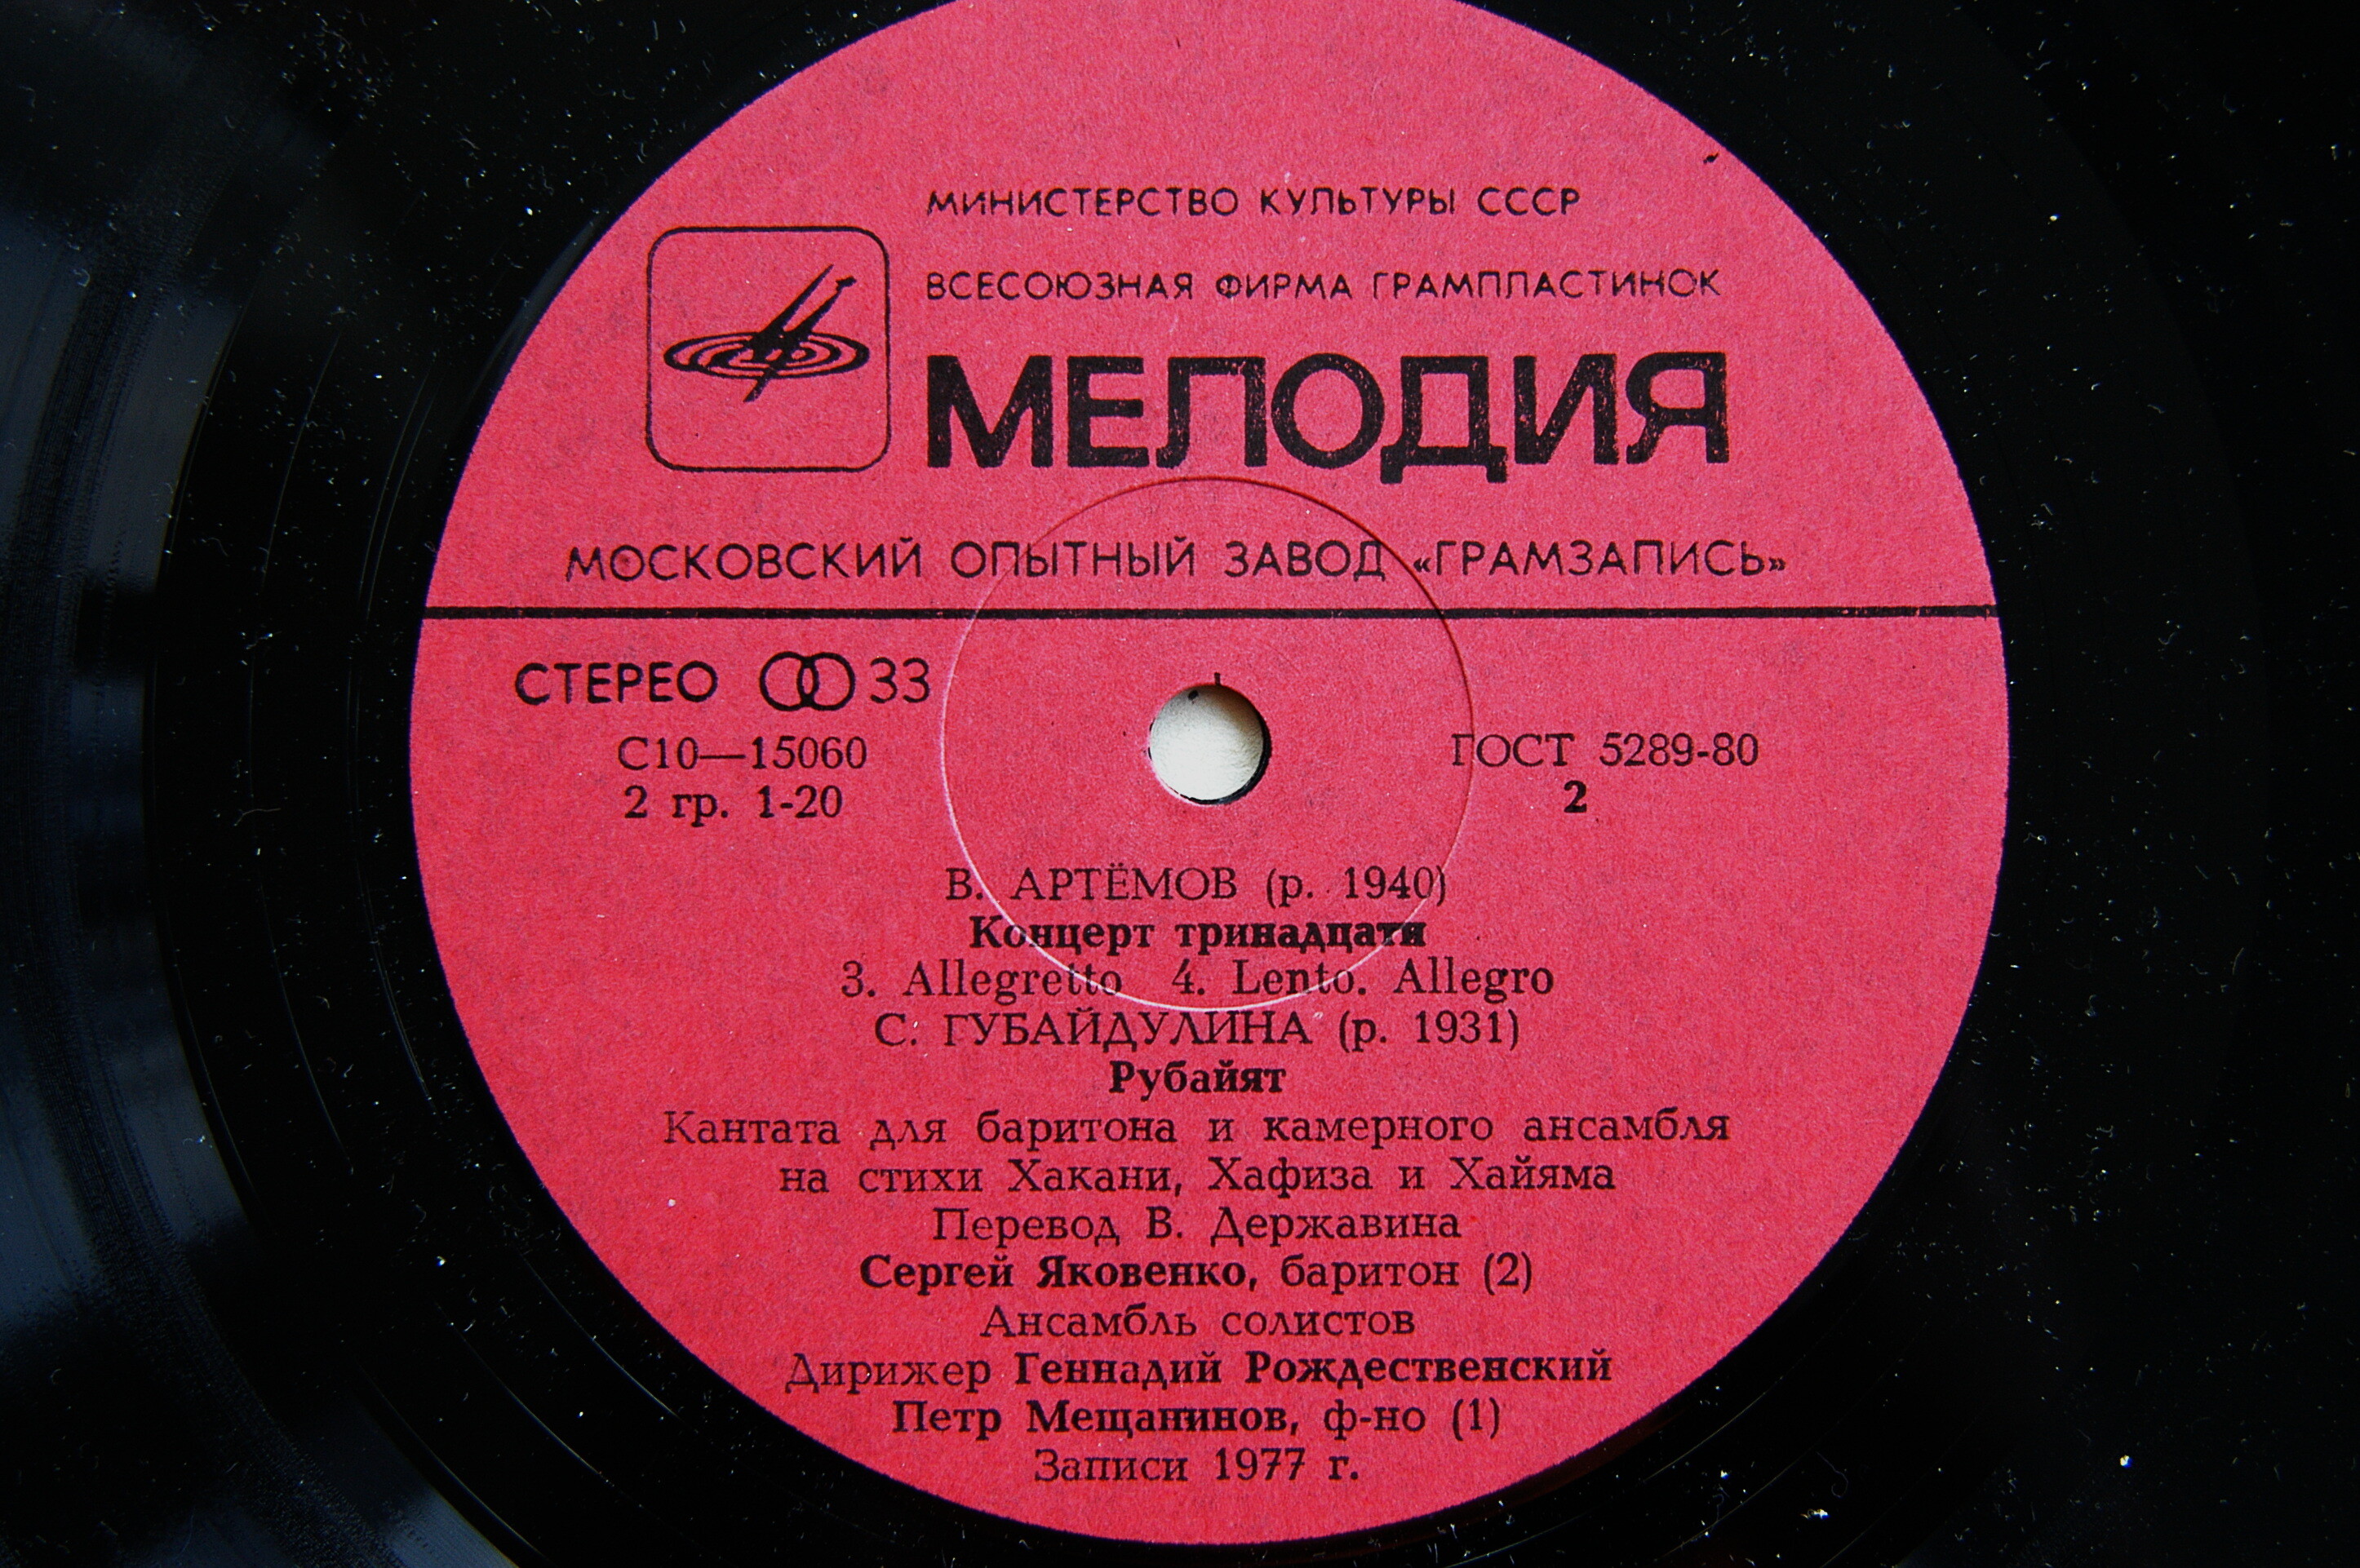 МИНИСТЕРСТВО КУЛЬТУРЫ СССР
ВСЕСОЮЗНАЯ ФИРМА ГРАМПЛАСТИНОК
МЕЛОДИЯ
МОСКОВСКИЙ ОПЫТНЫЙ ЗАВОД «ГРАМЗАПИСЬ»
СТЕРЕО 33
С10—15060
2 гр. 1-20
ГОСТ 5289-80
2
В. АРТЁМОВ (р. 1940)
Концерт тринадцати
3. Allegretto 4. Lento. Allegro
С. ГУБАЙДУЛИНА (р. 1931)
Рубайят
Кантата для баритона и камерного ансамбля
на стихи Хакани, Хафиза и Хайяма
Перевод В. Державина
Сергей Яковенко, баритон (2)
Ансамбль солистов
Дирижер Геннадий Рождественский
Петр Мещанинов, ф-но (1)
Записи 1977 г.